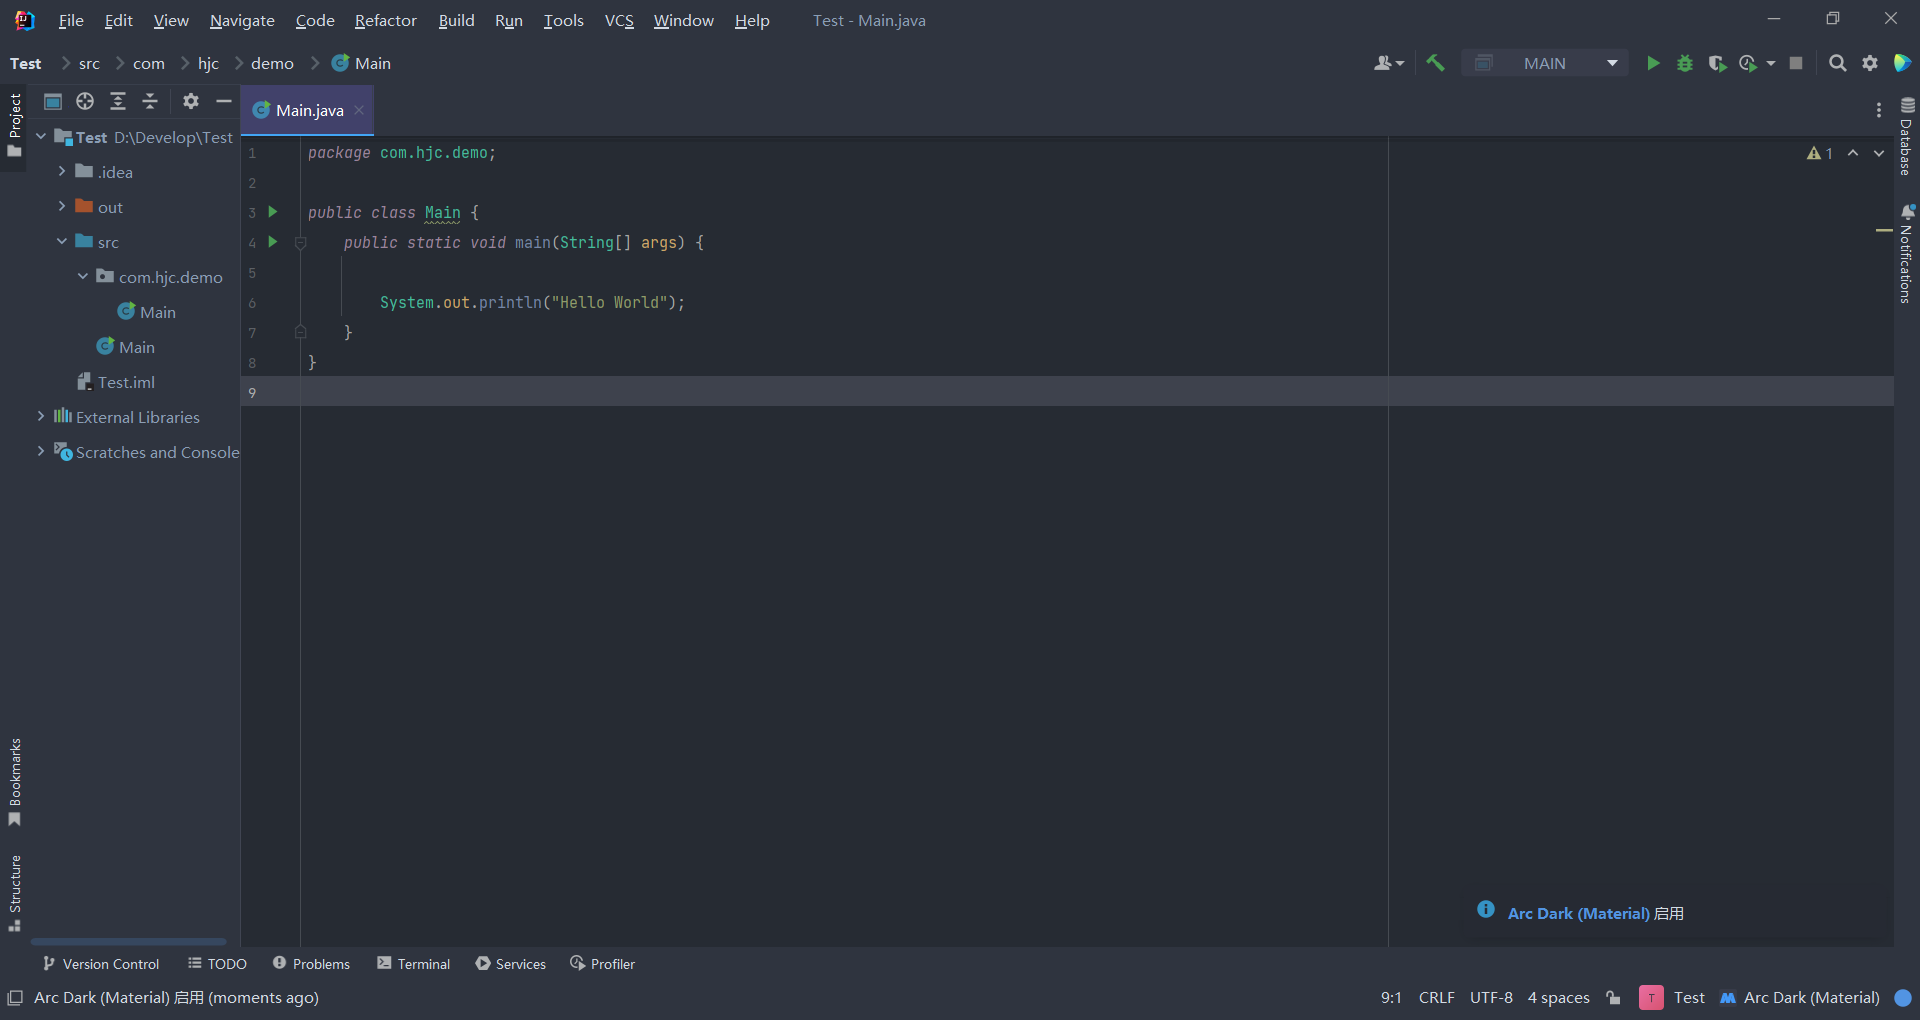 File Edit View Navigate Code Refactor Build Run Tools VCS Window Help Test - Main.java
Test src com hjc demo Main MAIN
Project
Main.java
Test D:\Develop\Test
.idea
out
src
com.hjc.demo
Main
Main
Test.iml
External Libraries
Scratches and Console
1 package com.hjc.demo;
2
3 public class Main {
4 public static void main(String[] args) {
5
6 System.out.println("Hello World");
7 }
8 }
9
1
Database
Notifications
Bookmarks
Structure
Arc Dark (Material) 启用
Version Control TODO Problems Terminal Services Profiler
Arc Dark (Material) 启用 (moments ago) 9:1 CRLF UTF-8 4 spaces T Test Arc Dark (Material)